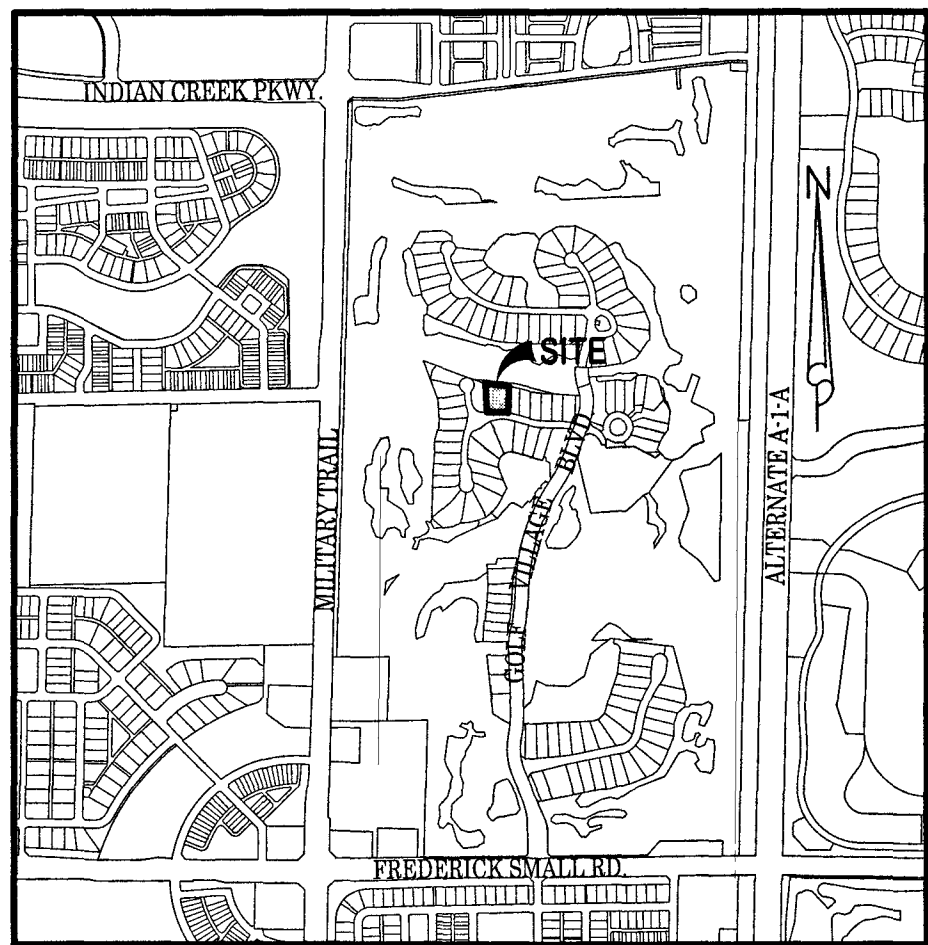 INDIAN CREEK PKWY.
N
SITE
MILITARY TRAIL
GOLF VILLAGE BLVD
ALTERNATE A-1-A
FREDERICK SMALL RD.